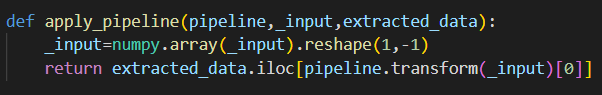 def apply_pipeline(pipeline,_input,extracted_data):
    _input=numpy.array(_input).reshape(1,-1)
    return extracted_data.iloc[pipeline.transform(_input)[0]]